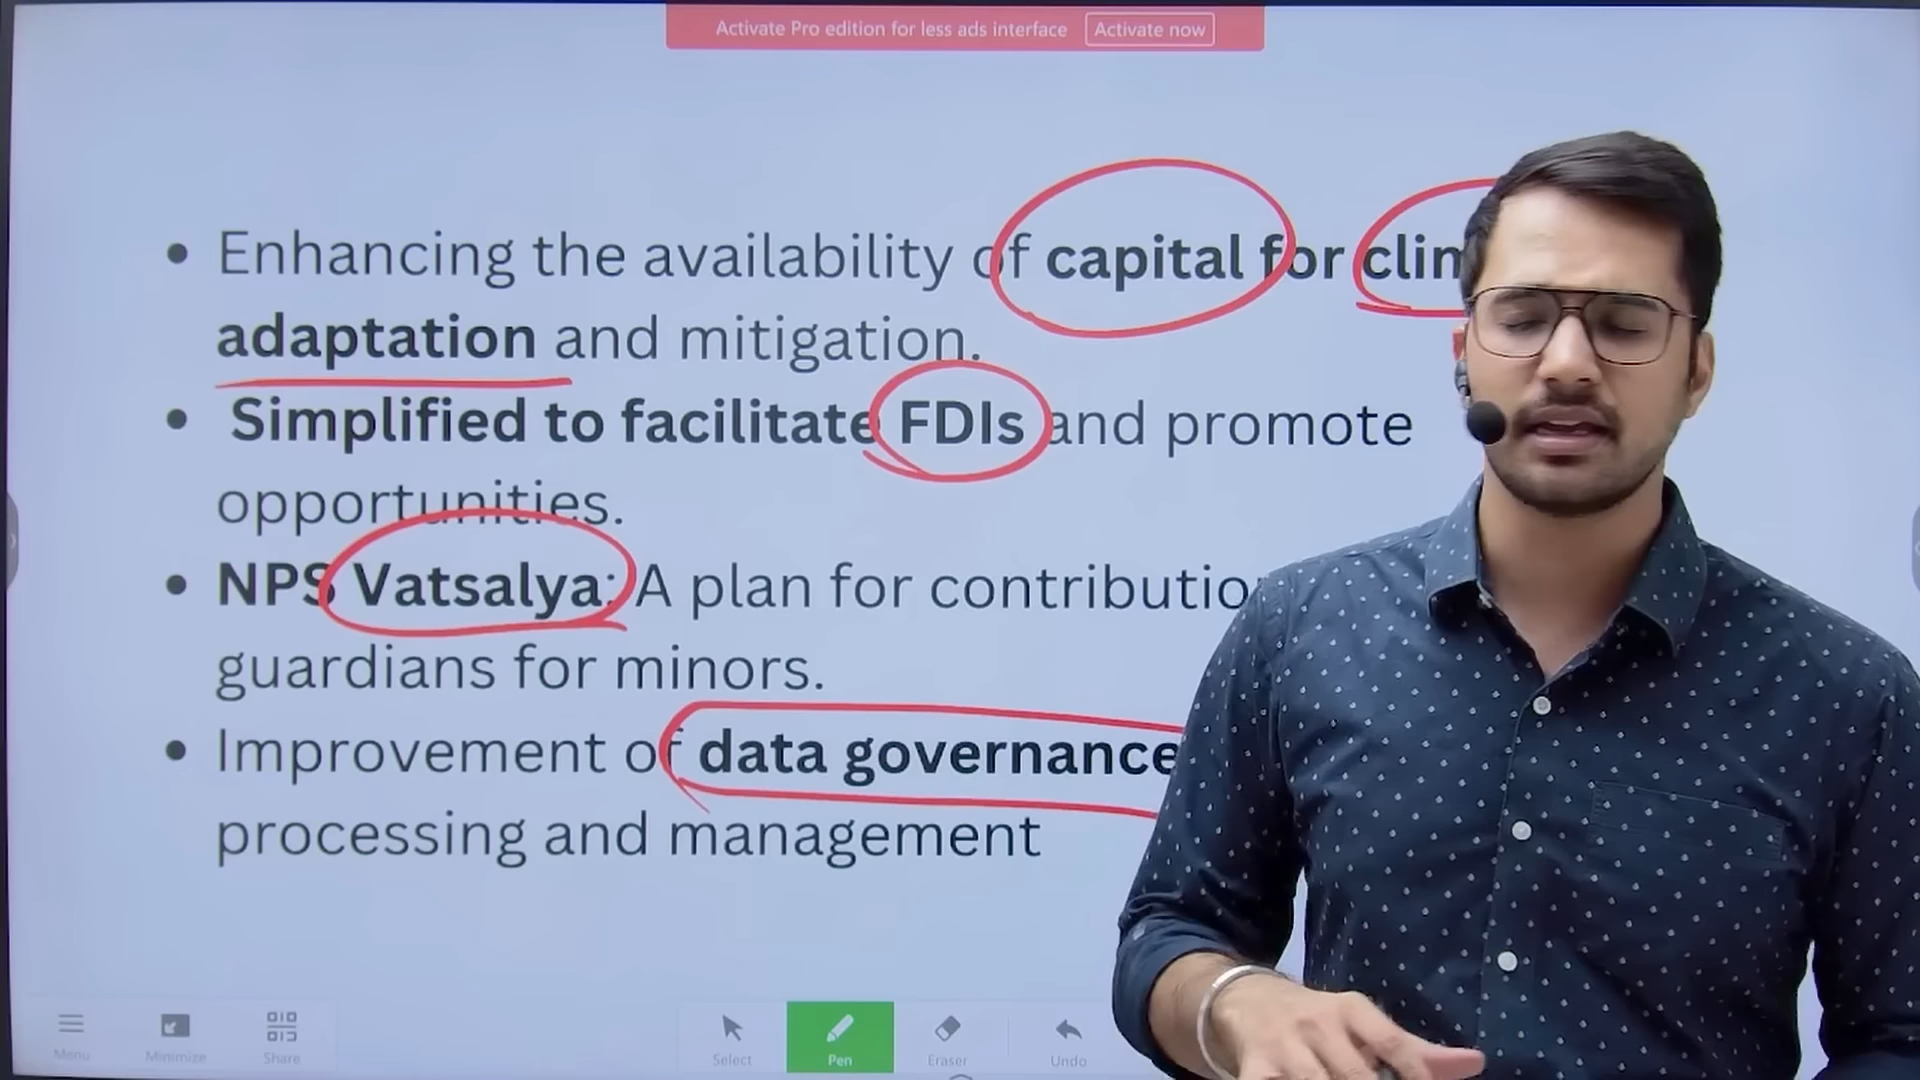 Activate Pro edition for less ads interface Activate now
• Enhancing the availability of capital for
adaptation and mitigation.
• Simplified to facilitate FDIs and promote
opportunities.
• NPS Vatsalya: A plan for
guardians for minors.
• Improvement of data governance
processing and management
Menu Minimize Share Select Pen Eraser Undo